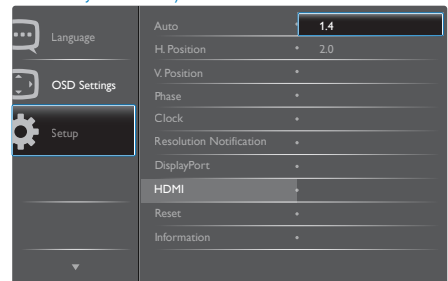 Language
OSD Settings
Setup
Auto
H. Position
V. Position
Phase
Clock
Resolution Notification
DisplayPort
HDMI
Reset
Information
1.4
2.0